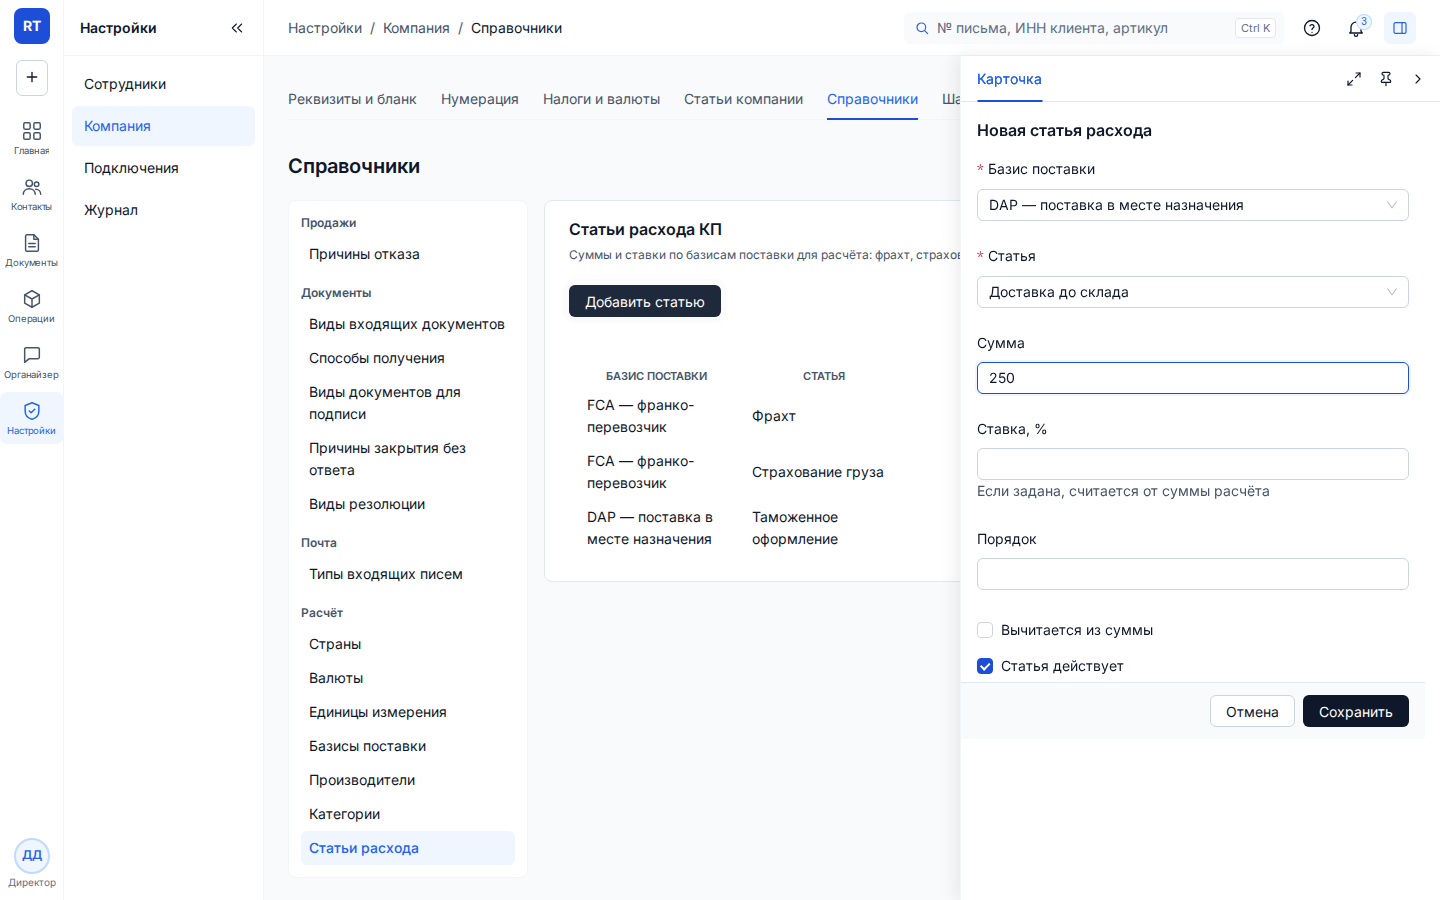 RT
Настройки
Настройки / Компания / Справочники
№ письма, ИНН клиента, артикул
Ctrl K
3
Главная
Контакты
Документы
Операции
Органайзер
Настройки
ДД
Директор
Сотрудники
Компания
Подключения
Журнал
Реквизиты и бланк
Нумерация
Налоги и валюты
Статьи компании
Справочники
Ша
Справочники
Продажи
Причины отказа
Документы
Виды входящих документов
Способы получения
Виды документов для
подписи
Причины закрытия без
ответа
Виды резолюции
Почта
Типы входящих писем
Расчёт
Страны
Валюты
Единицы измерения
Базисы поставки
Производители
Категории
Статьи расхода
Статьи расхода КП
Суммы и ставки по базисам поставки для расчёта: фрахт, страхов
Добавить статью
БАЗИС ПОСТАВКИ
СТАТЬЯ
FCA — франко-
перевозчик
Фрахт
FCA — франко-
перевозчик
Страхование груза
DAP — поставка в
месте назначения
Таможенное
оформление
Карточка
Новая статья расхода
* Базис поставки
DAP — поставка в месте назначения
* Статья
Доставка до склада
Сумма
250
Ставка, %
Если задана, считается от суммы расчёта
Порядок
Вычитается из суммы
Статья действует
Отмена
Сохранить